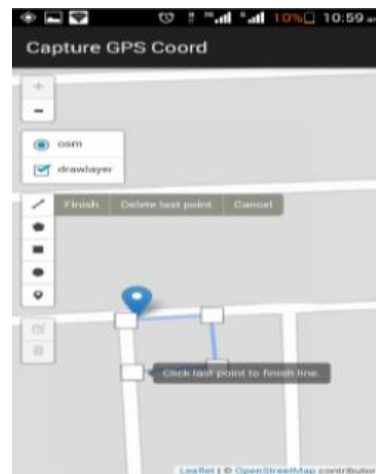 10% 10:59
Capture GPS Coord
+
-
osm
drawlayer
Finish Delete last point Cancel
Click last point to finish line.
Leaflet | © OpenStreetMap contributor